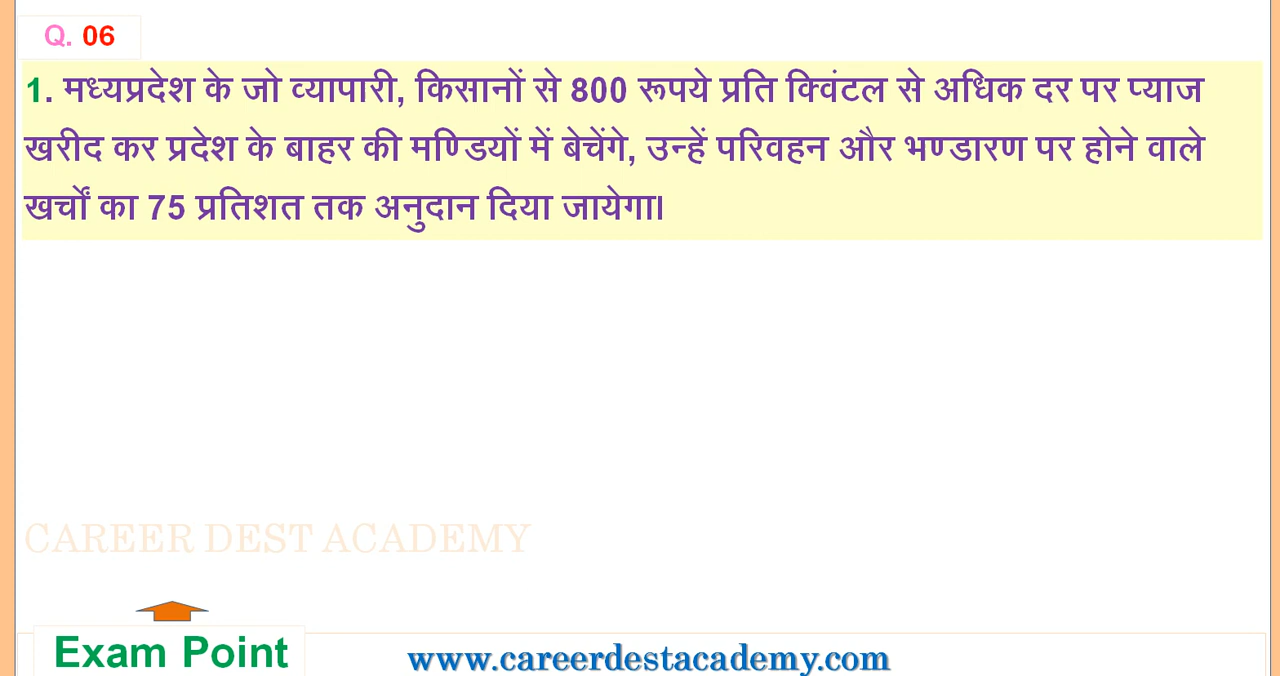 Q. 06
1. मध्यप्रदेश के जो व्यापारी, किसानों से 800 रूपये प्रति क्विंटल से अधिक दर पर प्याज
खरीद कर प्रदेश के बाहर की मण्डियों में बेचेंगे, उन्हें परिवहन और भण्डारण पर होने वाले
खर्चों का 75 प्रतिशत तक अनुदान दिया जायेगा।
CAREER DEST ACADEMY
Exam Point
www.careerdestacademy.com